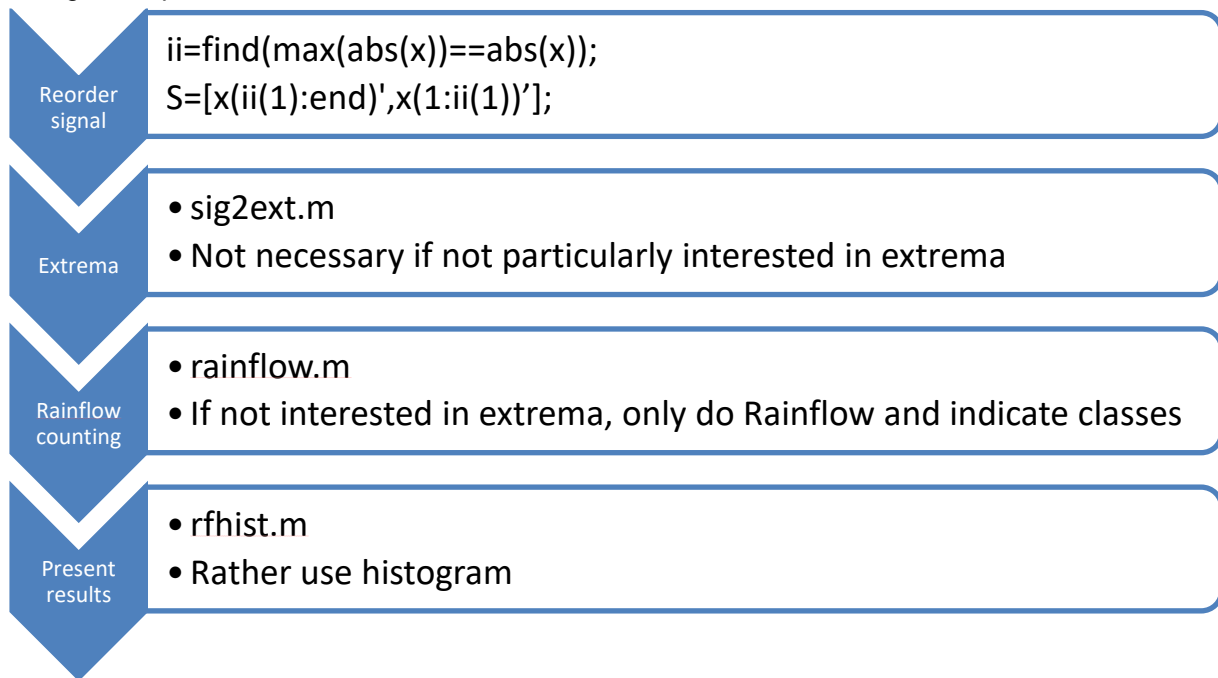 Reorder
signal
ii=find(max(abs(x))==abs(x));
S=[x(ii(1):end)',x(1:ii(1))’];
Extrema
• sig2ext.m
• Not necessary if not particularly interested in extrema
Rainflow
counting
• rainflow.m
• If not interested in extrema, only do Rainflow and indicate classes
Present
results
• rfhist.m
• Rather use histogram